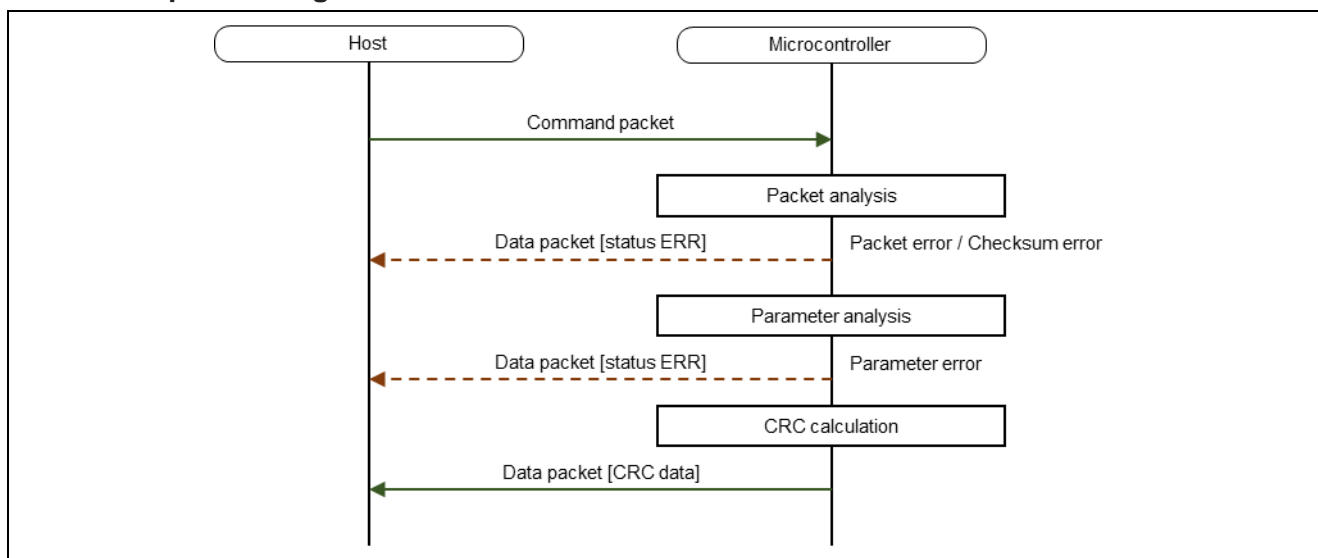 Host
Microcontroller
Command packet
Packet analysis
Data packet [status ERR]
Packet error / Checksum error
Parameter analysis
Data packet [status ERR]
Parameter error
CRC calculation
Data packet [CRC data]